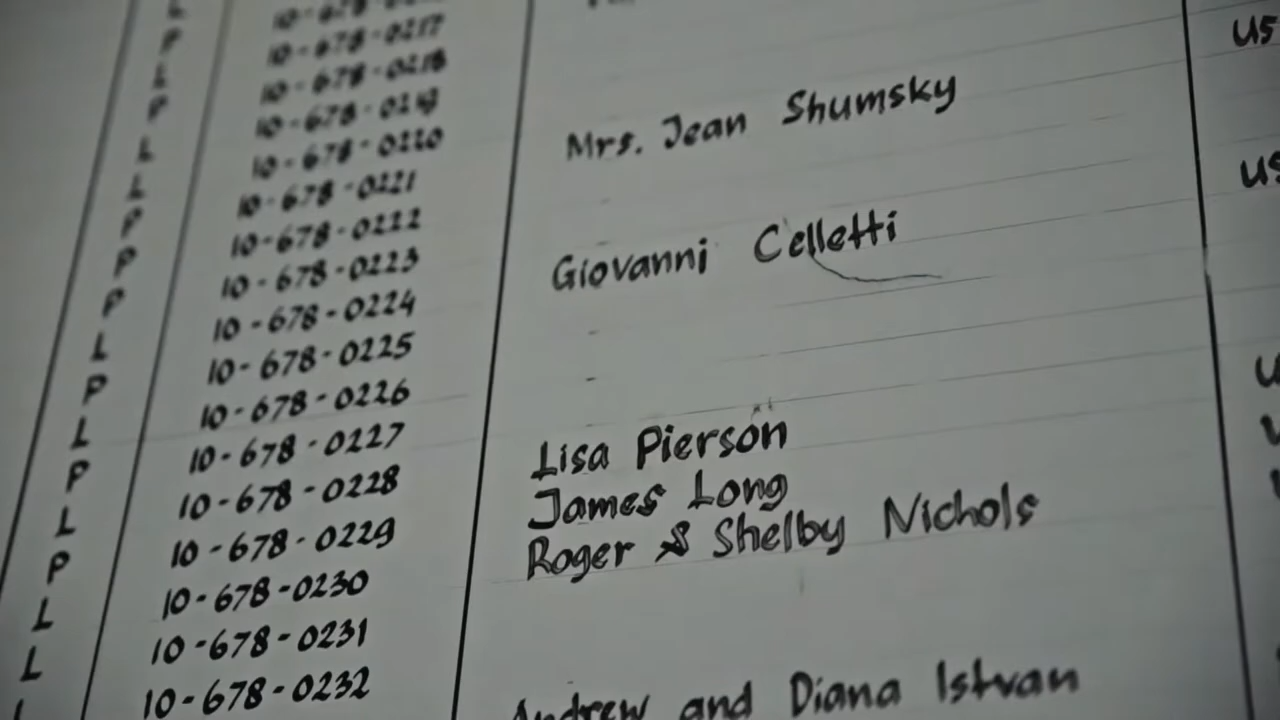 L
P 10-678-
L 10-678-0217
P 10-678-0218
L 10-678-0219
L 10-678-0220
P 10-678-0221 Mrs. Jean Shumsky US
P 10-678-0222 -
P 10-678-0223 -
L 10-678-0224 Giovanni Celletti US
P 10-678-0225 -
L 10-678-0226 -
P 10-678-0227
L 10-678-0228 Lisa Pierson
P 10-678-0229 James Long
L 10-678-0230 Roger & Shelby Nichols
L 10-678-0231
L 10-678-0232
Andrew and Diana Istvan